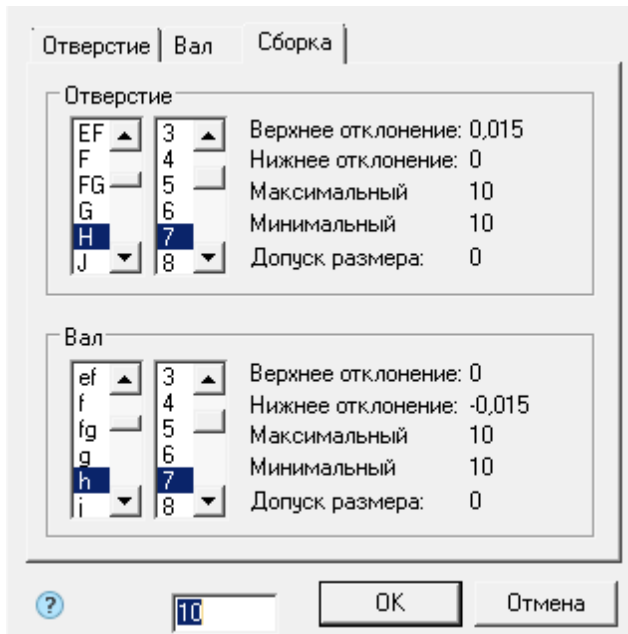 Отверстие Вал Сборка
Отверстие
EF 3 Верхнее отклонение: 0,015
F 4 Нижнее отклонение: 0
FG 5 Максимальный 10
G 6 Минимальный 10
H 7
J 8 Допуск размера: 0
Вал
ef 3 Верхнее отклонение: 0
f 4 Нижнее отклонение: -0,015
fg 5 Максимальный 10
g 6 Минимальный 10
h 7
i 8 Допуск размера: 0
? 10 OK Отмена